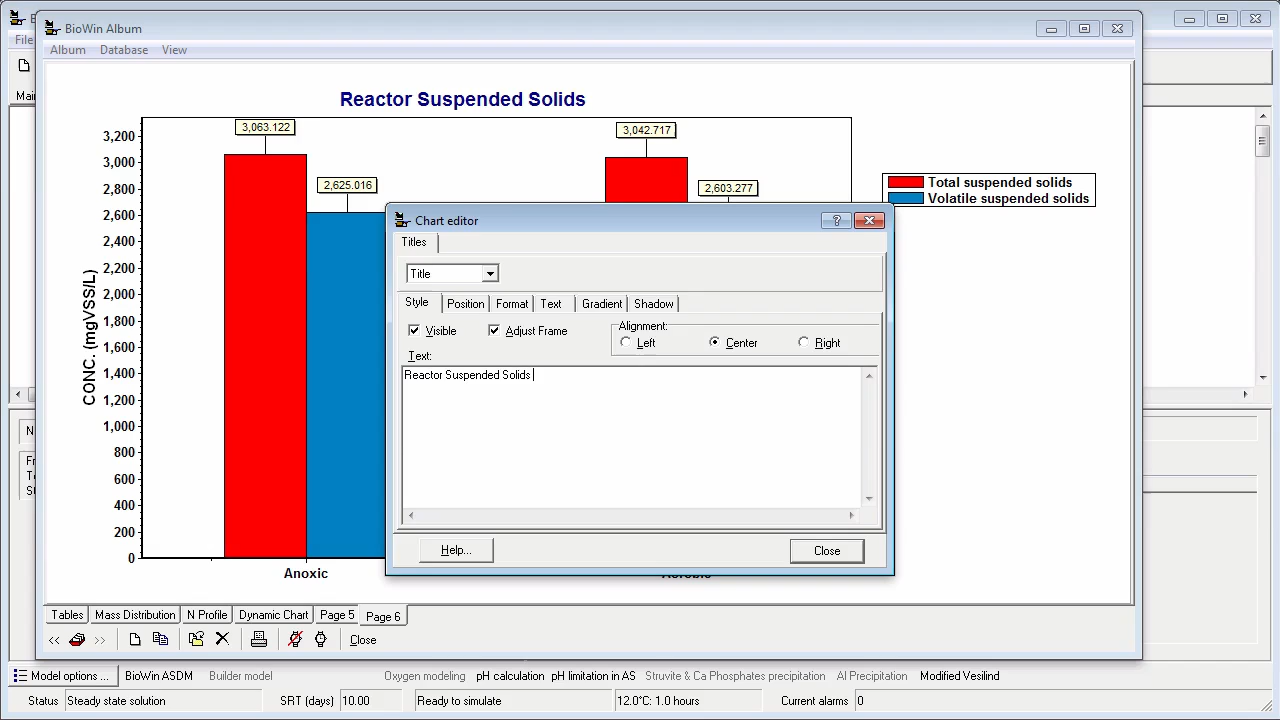 BioWin Album
File
Album Database View
Mai
Reactor Suspended Solids
3,063.122
2,625.016
3,042.717
2,603.277
Total suspended solids
Volatile suspended solids
CONC. (mgVSS/L)
3,200
3,000
2,800
2,600
2,400
2,200
2,000
1,800
1,600
1,400
1,200
1,000
800
600
400
200
0
Anoxic
Aerobic
Chart editor
Titles
Title
Style Position Format Text Gradient Shadow
Visible Adjust Frame
Alignment:
Left Center Right
Text:
Reactor Suspended Solids
Help... Close
Tables Mass Distribution N Profile Dynamic Chart Page 5 Page 6
<< >> Close
Model options ... BioWin ASDM Builder model Oxygen modeling pH calculation pH limitation in AS Struvite & Ca Phosphates precipitation Al Precipitation Modified Vesilind
Status Steady state solution SRT (days) 10.00 Ready to simulate 12.0°C: 1.0 hours Current alarms 0